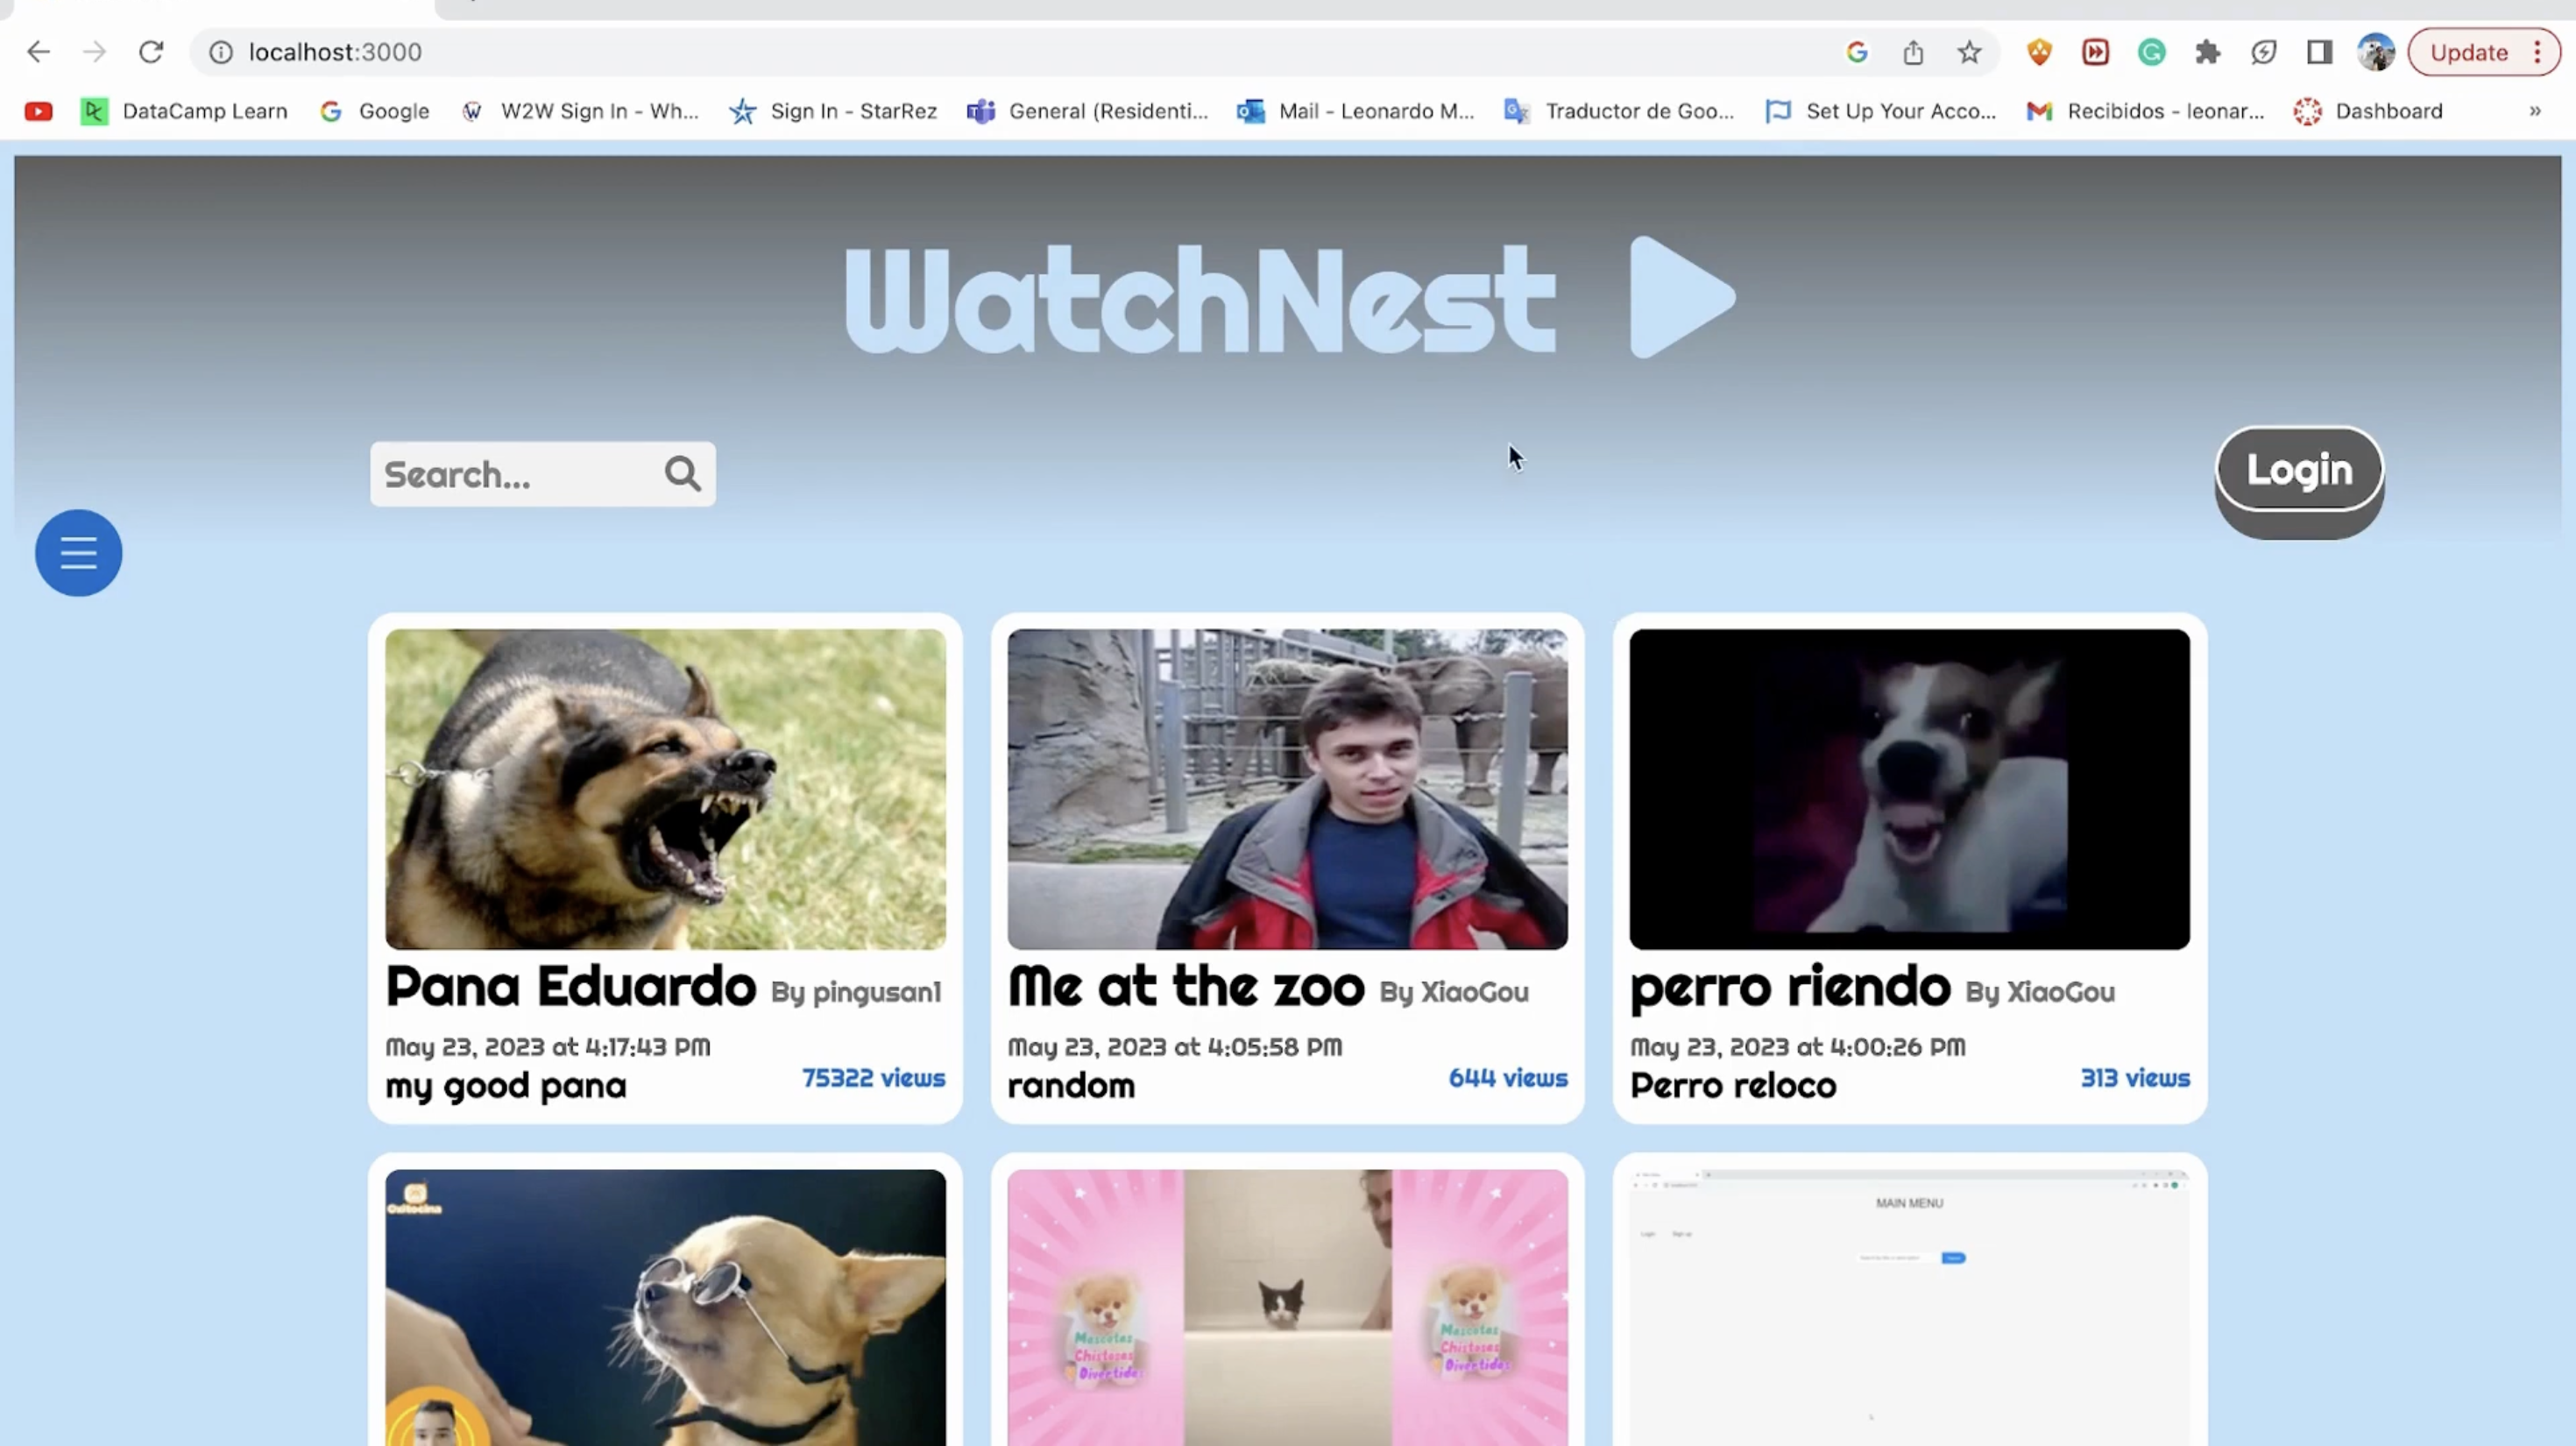 localhost:3000
Update
DataCamp Learn
Google
W2W Sign In - Wh...
Sign In - StarRez
General (Residenti...
Mail - Leonardo M...
Traductor de Goo...
Set Up Your Acco...
Recibidos - leonar...
Dashboard
»
WatchNest
Search...
Login
Pana Eduardo By pingusan1
May 23, 2023 at 4:17:43 PM
my good pana
75322 views
Me at the zoo By XiaoGou
May 23, 2023 at 4:05:58 PM
random
644 views
perro riendo By XiaoGou
May 23, 2023 at 4:00:26 PM
Perro reloco
313 views
Oxitocina
Mascotas
Chistosas
Divertidas
Mascotas
Chistosas
Divertidas
MAIN MENU
Login
Sign up